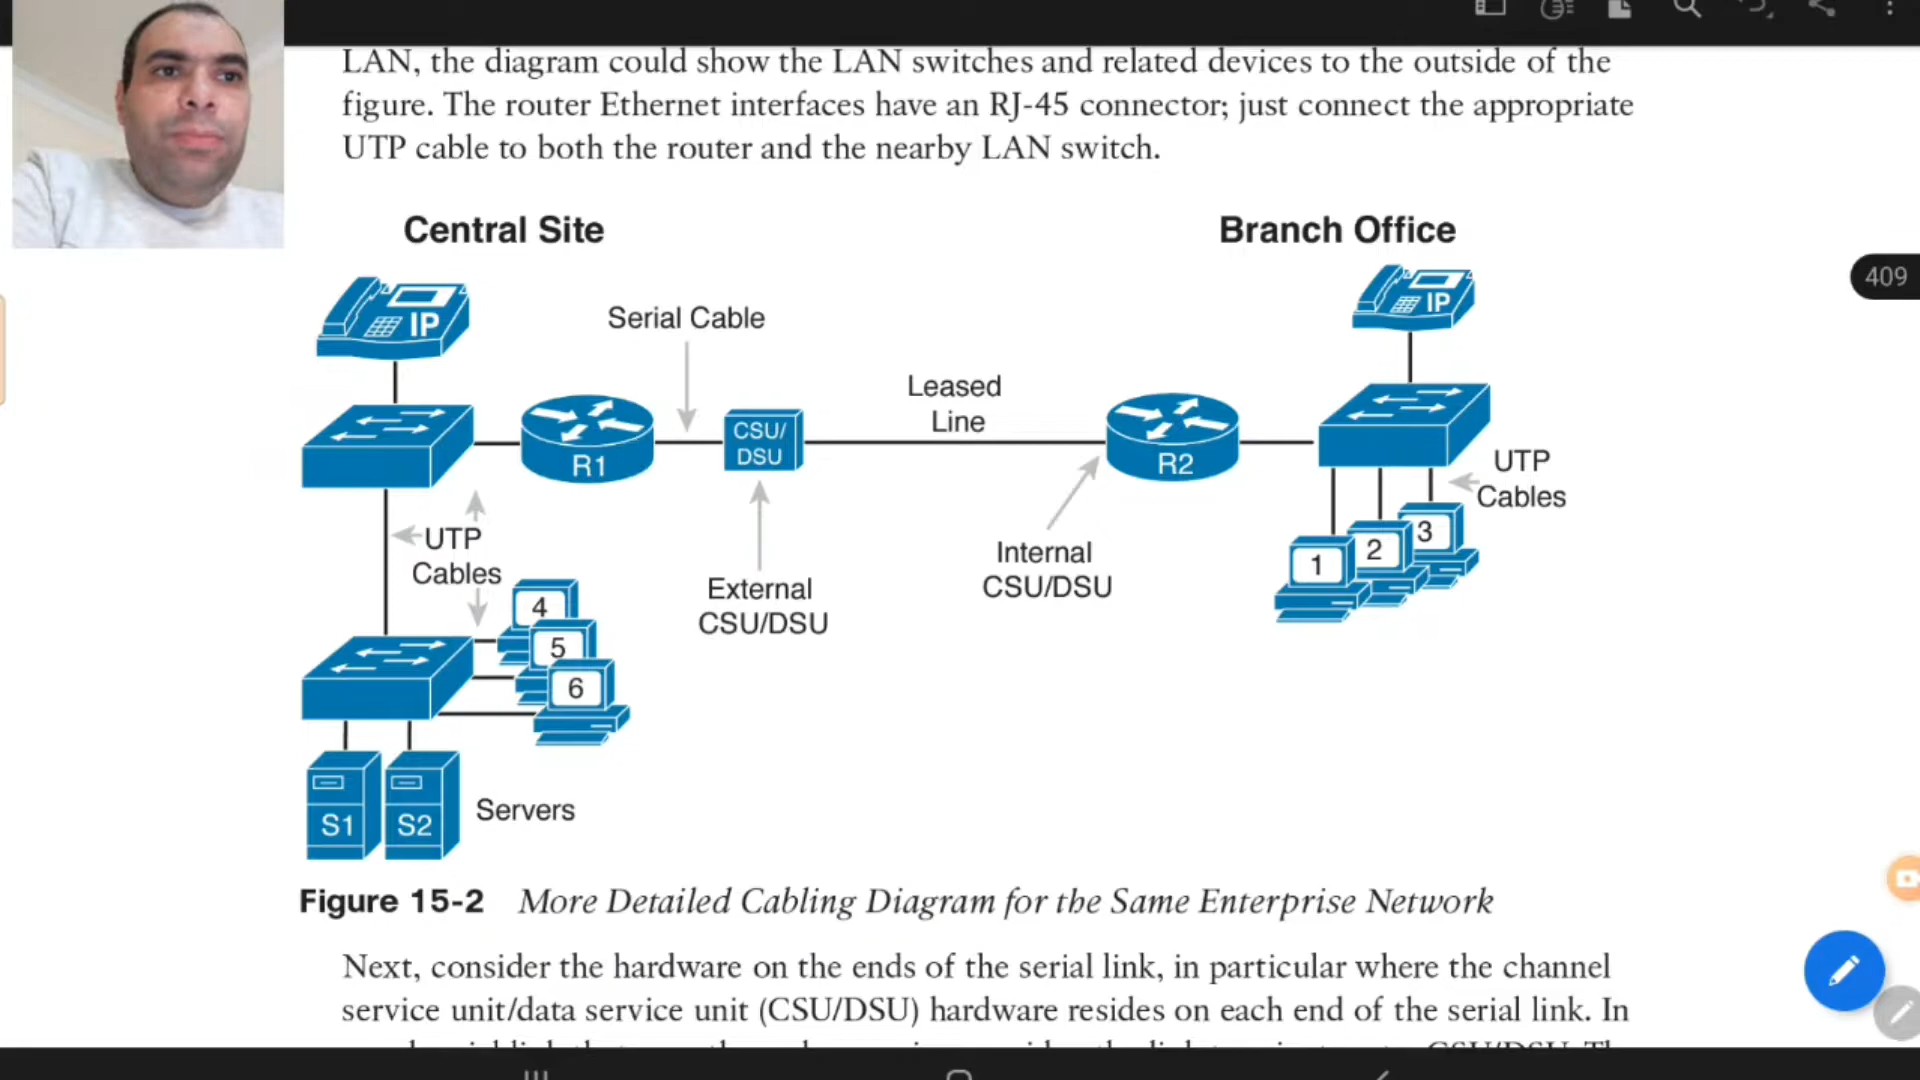 LAN, the diagram could show the LAN switches and related devices to the outside of the
figure. The router Ethernet interfaces have an RJ-45 connector; just connect the appropriate
UTP cable to both the router and the nearby LAN switch.
Central Site
Branch Office
409
IP
IP
Serial Cable
Leased
Line
CSU/
DSU
R1
R2
UTP
Cables
UTP
Cables
External
CSU/DSU
Internal
CSU/DSU
1
2
3
4
5
6
S1
S2
Servers
Figure 15-2 More Detailed Cabling Diagram for the Same Enterprise Network
Next, consider the hardware on the ends of the serial link, in particular where the channel
service unit/data service unit (CSU/DSU) hardware resides on each end of the serial link. In